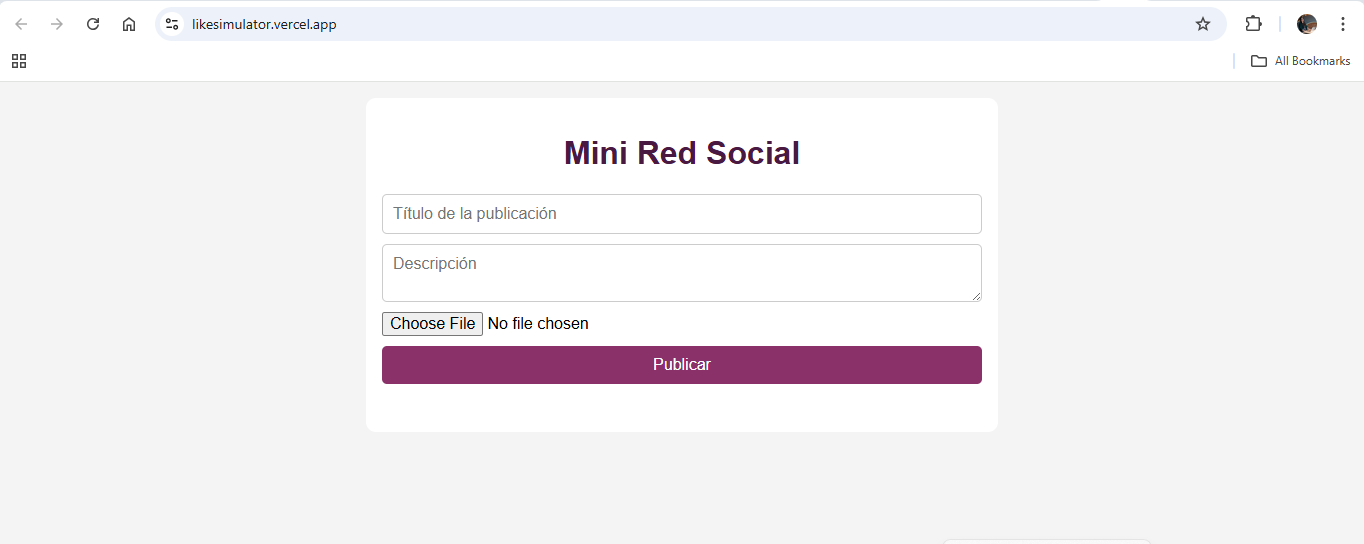 likesimulator.vercel.app
All Bookmarks
Mini Red Social
Título de la publicación
Descripción
Choose File No file chosen
Publicar